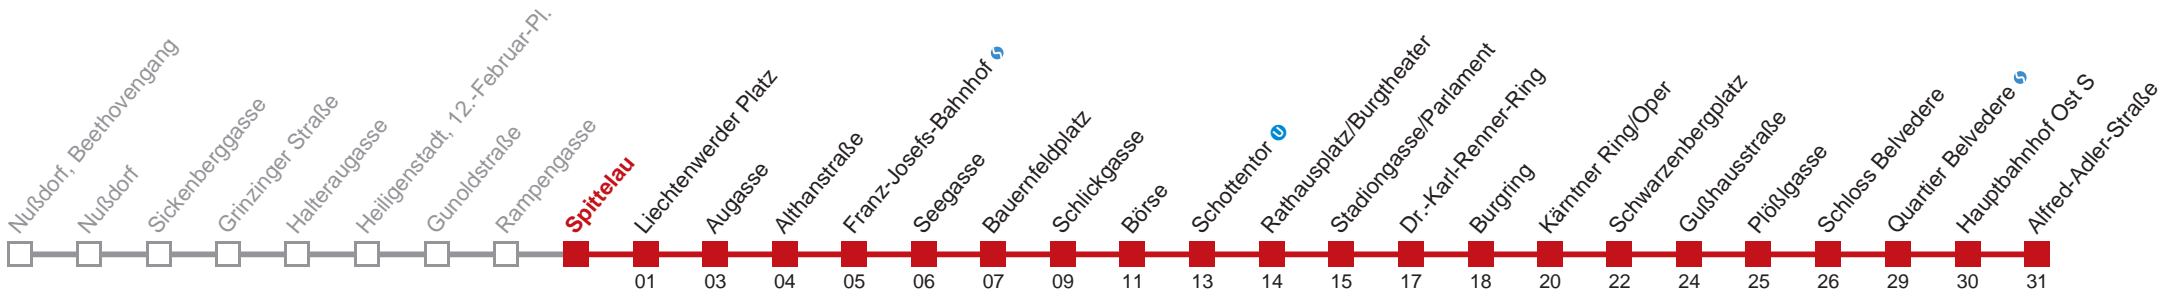 Nußdorf, Beethovengang
Nußdorf
Sickenberggasse
Grinzinger Straße
Halteraugasse
Heiligenstadt, 12.-Februar-Pl.
Gunoldstraße
Rampengasse
Spittelau
Liechtenwerder Platz
Augasse
Althanstraße
Franz-Josefs-Bahnhof S
Seegasse
Bauernfeldplatz
Schlickgasse
Börse
Schottentor U
Rathausplatz/Burgtheater
Stadiongasse/Parlament
Dr.-Karl-Renner-Ring
Burgring
Kärntner Ring/Oper
Schwarzenbergplatz
Gußhausstraße
Plößlgasse
Schloss Belvedere
Quartier Belvedere S
Hauptbahnhof Ost S
Alfred-Adler-Straße
01 03 04 05 06 07 09 11 13 14 15 17 18 20 22 24 25 26 29 30 31